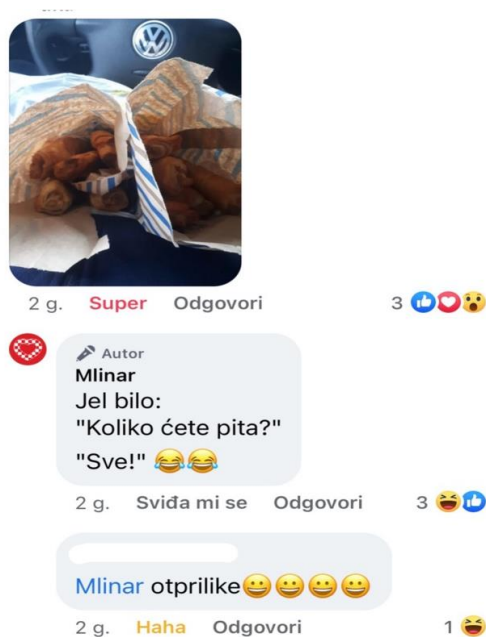 2 g. Super Odgovori 3
Autor
Mlinar
Jel bilo:
"Koliko ćete pita?"
"Sve!" 😂😂
2 g. Sviđa mi se Odgovori 3
Mlinar otprilike😀😀😀😀
2 g. Haha Odgovori 1